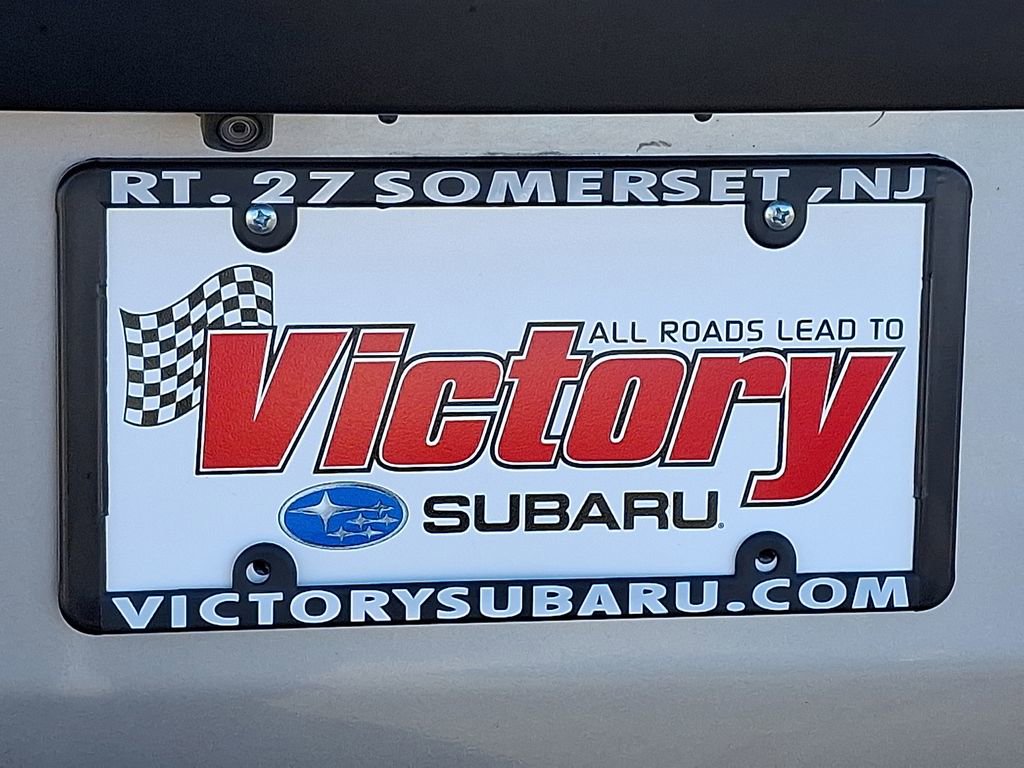 RT. 27 SOMERSET, NJ
ALL ROADS LEAD TO
Victory
SUBARU
VICTORYSUBARU.COM